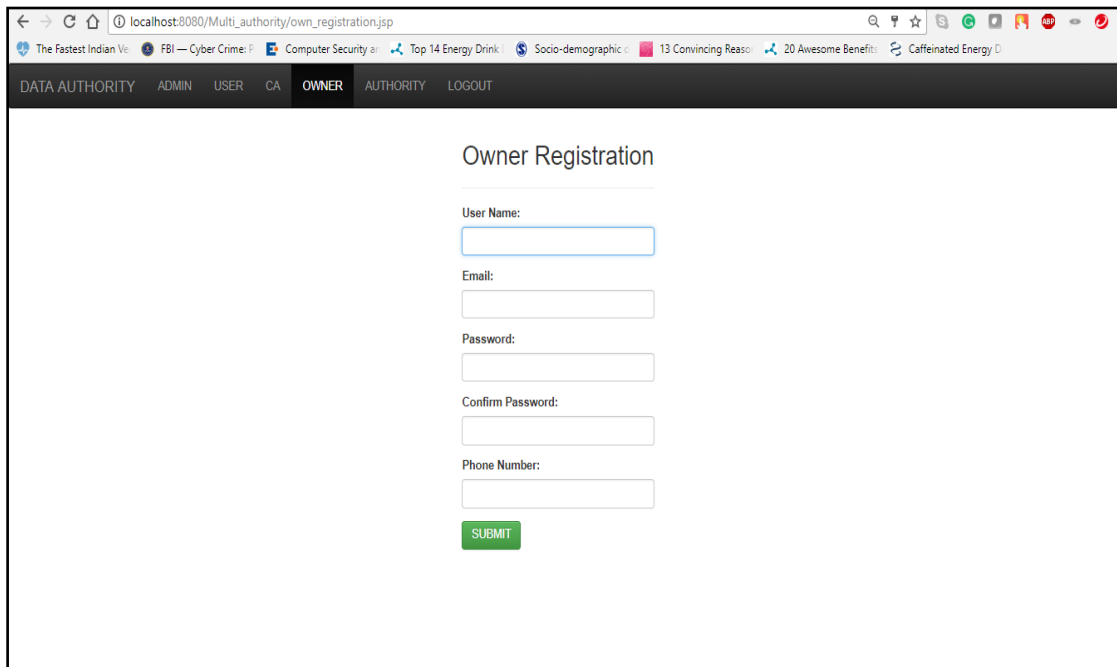 localhost:8080/Multi_authority/own_registration.jsp
ABP
The Fastest Indian Ve FBI — Cyber Crime: P Computer Security ar Top 14 Energy Drink Socio-demographic c 13 Convincing Reaso 20 Awesome Benefits Caffeinated Energy D
DATA AUTHORITY ADMIN USER CA OWNER AUTHORITY LOGOUT
Owner Registration
User Name:
Email:
Password:
Confirm Password:
Phone Number:
SUBMIT